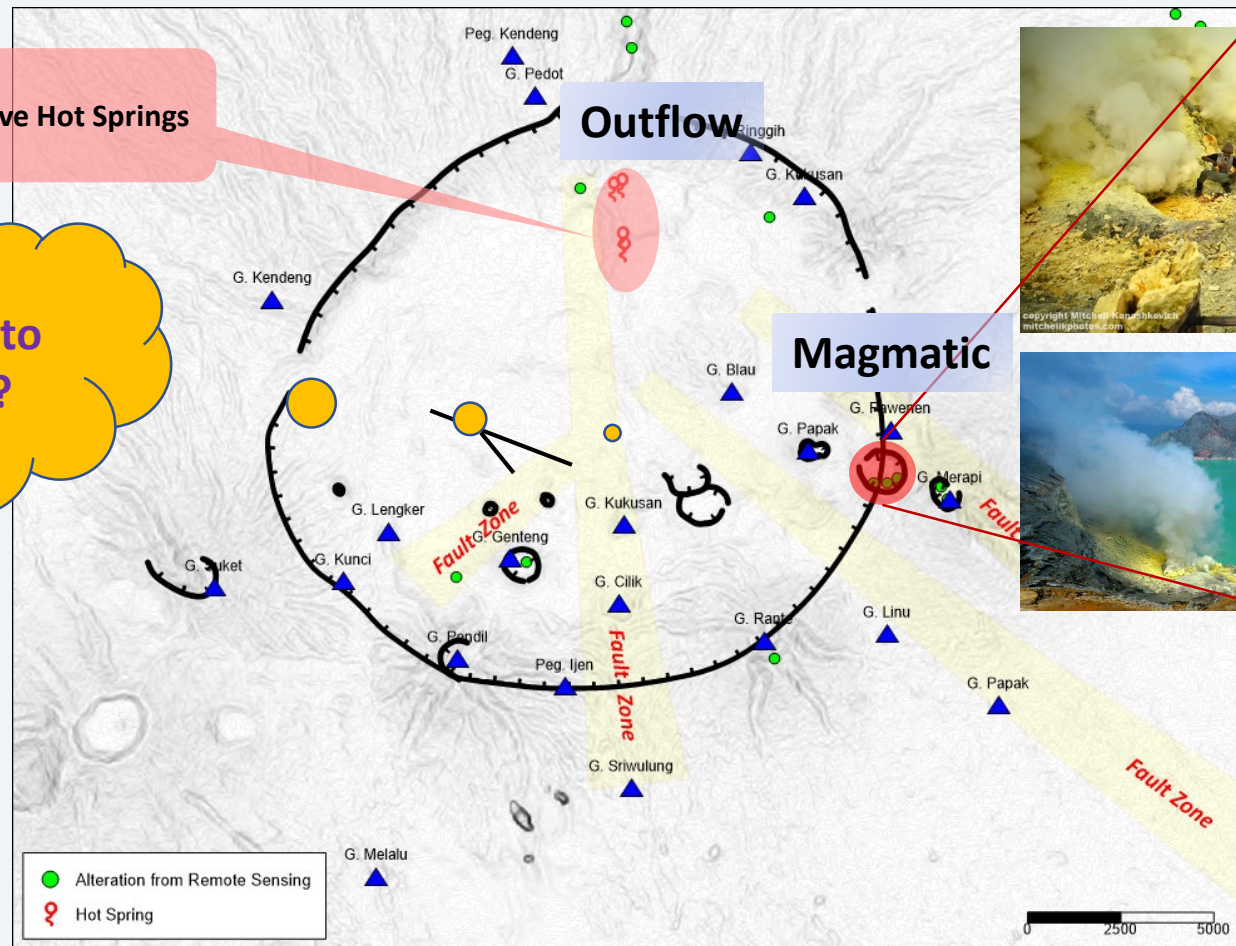 Peg. Kendeng
G. Pedot
Hot Springs
Outflow
Ringgih
G. Kukusan
to
?
G. Kendeng
copyright Mitchell Kanashkevich
mitchellkphotos.com
Magmatic
G. Blau
G. Rawenen
G. Papak
G. Merapi
Fault
G. Lengker
G. Kukusan
Fault Zone
G. Genteng
G. Kunci
G. Cilik
G. Linu
G. Rante
G. Pendil
Fault Zone
Peg. Ijen
G. Papak
G. Sriwulung
Fault Zone
G. Melalu
Alteration from Remote Sensing
Hot Spring
0 2500 5000